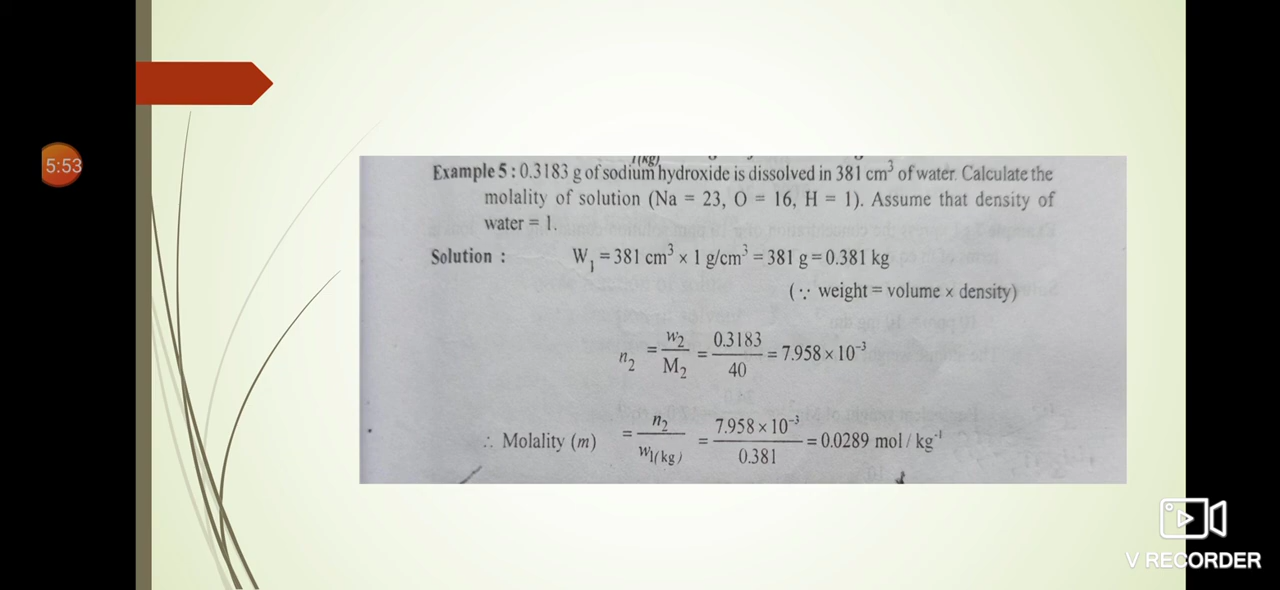 5:53
Example 5 : 0.3183 g of sodium hydroxide is dissolved in 381 cm³ of water. Calculate the
molality of solution (Na = 23, O = 16, H = 1). Assume that density of
water = 1.
Solution : W₁ = 381 cm³ × 1 g/cm³ = 381 g = 0.381 kg
(∵ weight = volume × density)
n₂ = w₂ / M₂ = 0.3183 / 40 = 7.958 × 10⁻³
∴ Molality (m) = n₂ / w₁(kg) = 7.958 × 10⁻³ / 0.381 = 0.0289 mol / kg⁻¹
V RECORDER